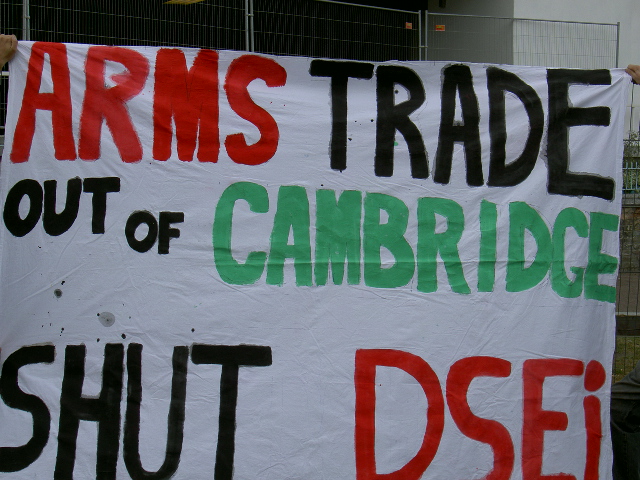 ARMS TRADE
OUT OF CAMBRIDGE
SHUT DSEi